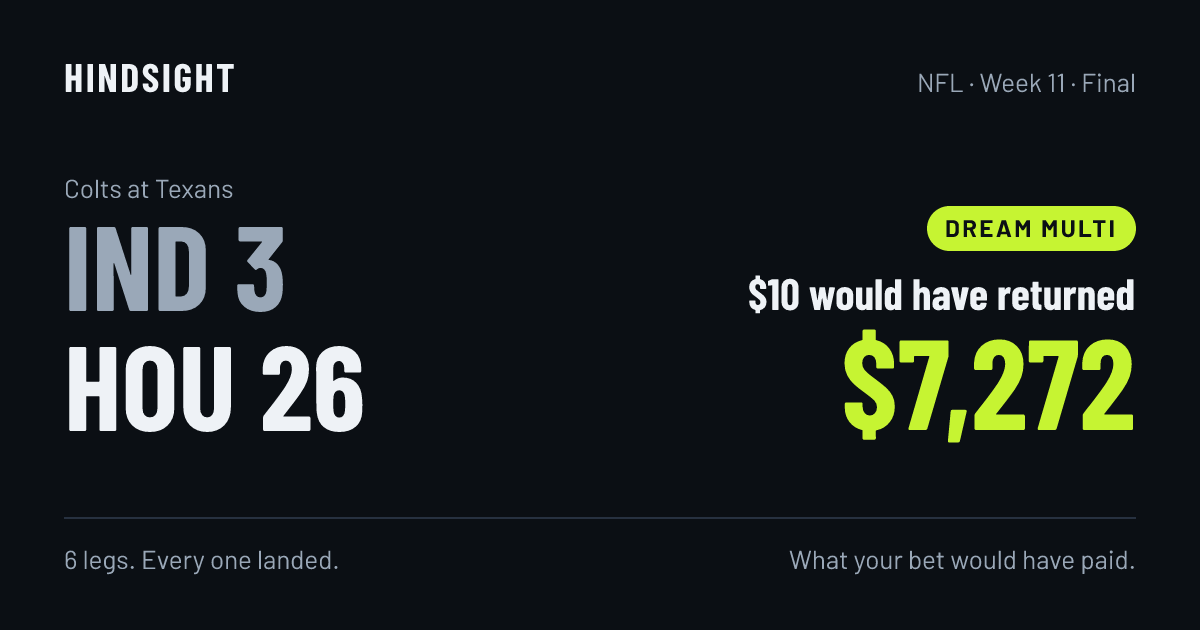 HINDSIGHT
NFL · Week 11 · Final
Colts at Texans
IND 3
HOU 26
DREAM MULTI
$10 would have returned
$7,272
6 legs. Every one landed.
What your bet would have paid.